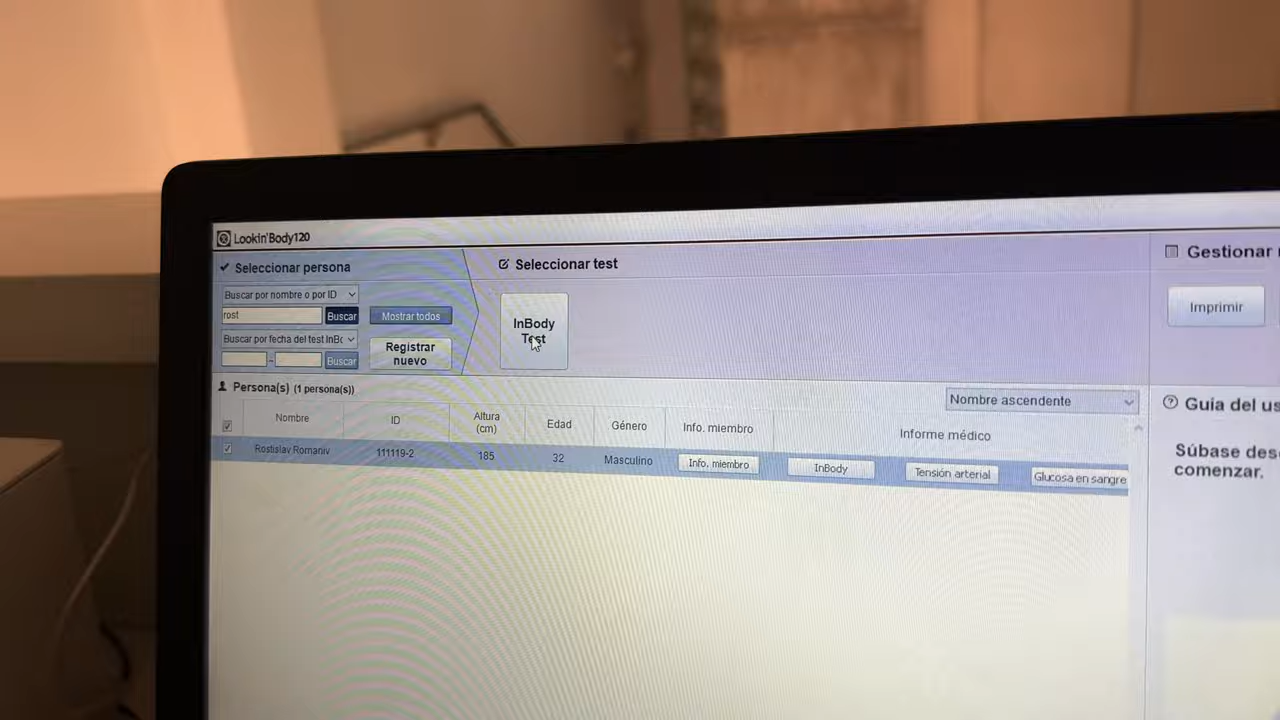 Lookin'Body120
Seleccionar persona
Seleccionar test
Gestionar
Buscar por nombre o por ID
rost
Buscar
Mostrar todos
InBody
Test
Imprimir
Buscar por fecha del test InBo
-
Buscar
Registrar
nuevo
Persona(s) (1 persona(s))
Nombre ascendente
Guia del us
Nombre
ID
Altura
(cm)
Edad
Género
Info. miembro
Informe médico
Súbase des
comenzar.
Rostislav Romaniv
111119-2
185
32
Masculino
Info. miembro
InBody
Tensión arterial
Glucosa en sangre